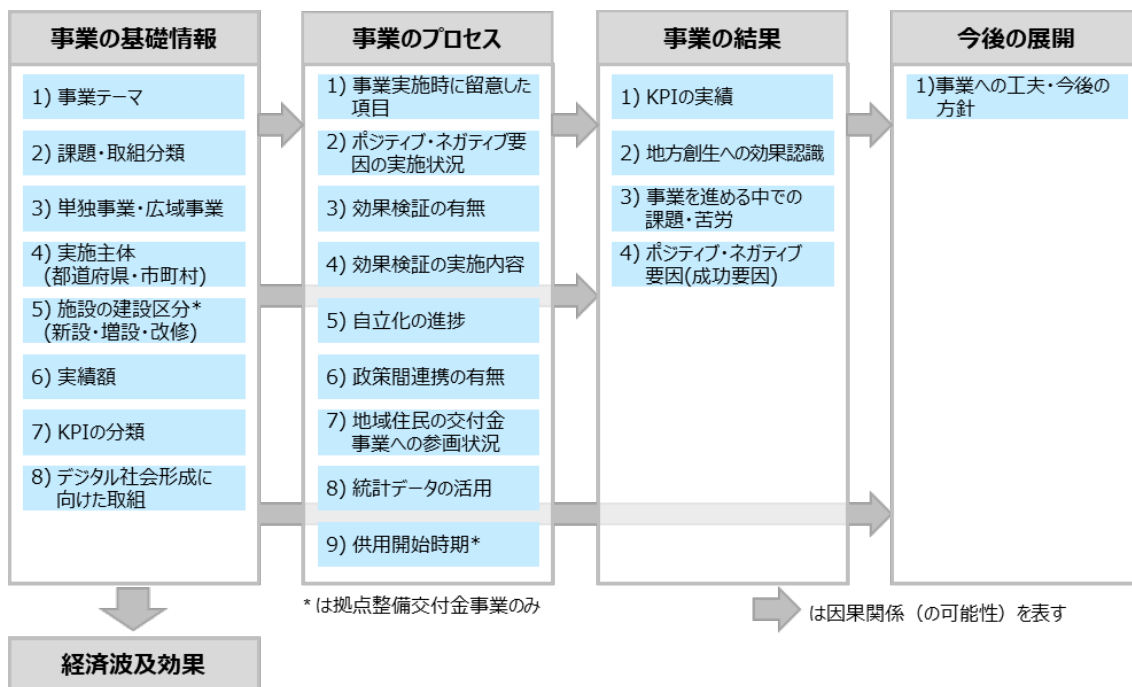 事業の基礎情報
1) 事業テーマ
2) 課題・取組分類
3) 単独事業・広域事業
4) 実施主体
(都道府県・市町村)
5) 施設の建設区分*
(新設・増設・改修)
6) 実績額
7) KPIの分類
8) デジタル社会形成に
向けた取組
事業のプロセス
1) 事業実施時に留意した
項目
2) ポジティブ・ネガティブ要
因の実施状況
3) 効果検証の有無
4) 効果検証の実施内容
5) 自立化の進捗
6) 政策間連携の有無
7) 地域住民の交付金
事業への参画状況
8) 統計データの活用
9) 供用開始時期*
事業の結果
1) KPIの実績
2) 地方創生への効果認識
3) 事業を進める中での
課題・苦労
4) ポジティブ・ネガティブ
要因(成功要因)
今後の展開
1)事業への工夫・今後の
方針
* は拠点整備交付金事業のみ
は因果関係（の可能性）を表す
経済波及効果